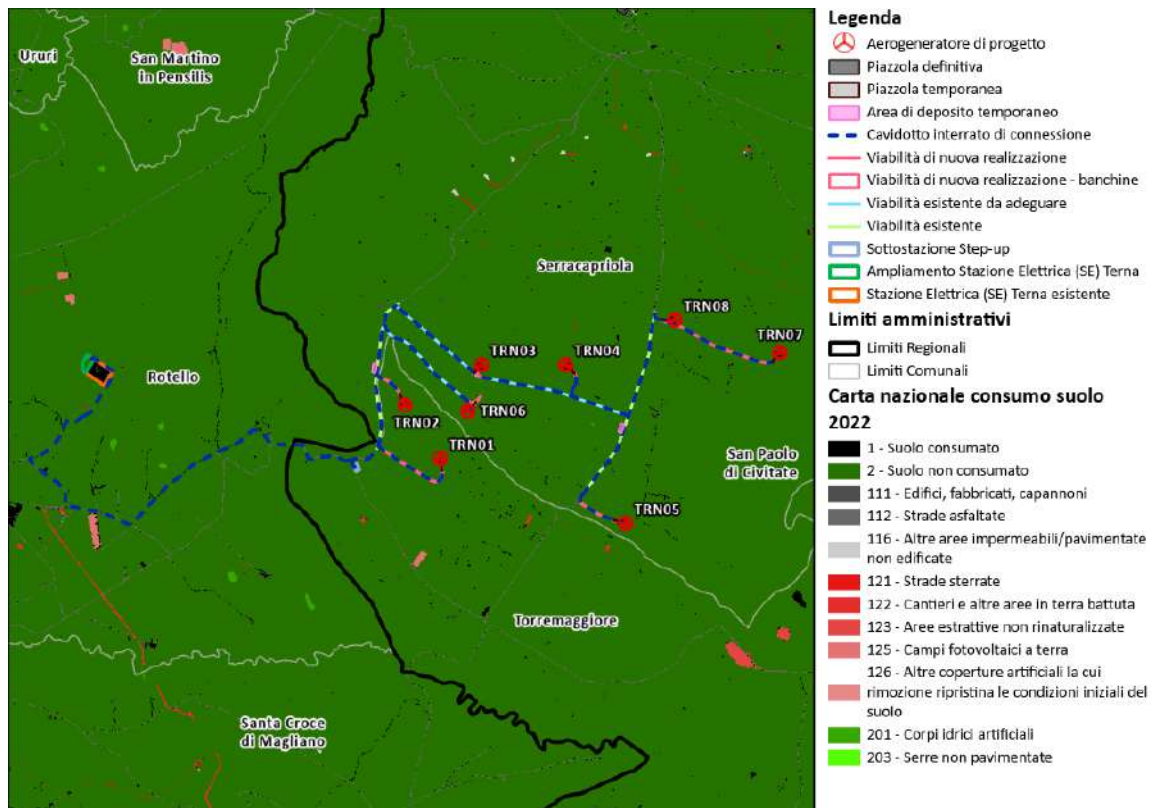 Ururi
San Martino
in Pensilis
Serracapriola
TRN08
TRN07
TRN03
TRN04
Rotello
TRN02
TRN06
TRN01
San Paolo
di Civitate
TRN05
Torremaggiore
Santa Croce
di Magliano
Legenda
Aerogeneratore di progetto
Piazzola definitiva
Piazzola temporanea
Area di deposito temporaneo
Cavidotto interrato di connessione
Viabilità di nuova realizzazione
Viabilità di nuova realizzazione - banchine
Viabilità esistente da adeguare
Viabilità esistente
Sottostazione Step-up
Ampliamento Stazione Elettrica (SE) Terna
Stazione Elettrica (SE) Terna esistente
Limiti amministrativi
Limiti Regionali
Limiti Comunali
Carta nazionale consumo suolo
2022
1 - Suolo consumato
2 - Suolo non consumato
111 - Edifici, fabbricati, capannoni
112 - Strade asfaltate
116 - Altre aree impermeabili/pavimentate
non edificate
121 - Strade sterrate
122 - Cantieri e altre aree in terra battuta
123 - Aree estrattive non rinaturalizzate
125 - Campi fotovoltaici a terra
126 - Altre coperture artificiali la cui
rimozione ripristina le condizioni iniziali del
suolo
201 - Corpi idrici artificiali
203 - Serre non pavimentate